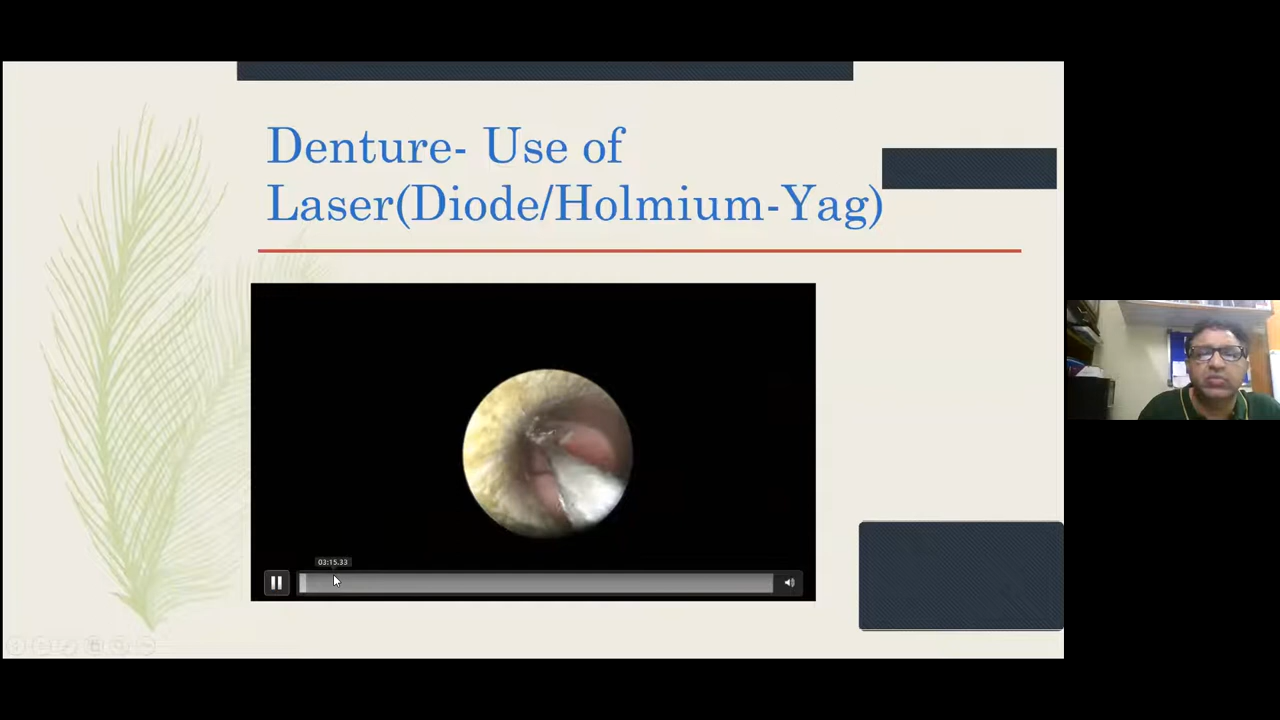 Denture- Use of
Laser(Diode/Holmium-Yag)
03:15.33